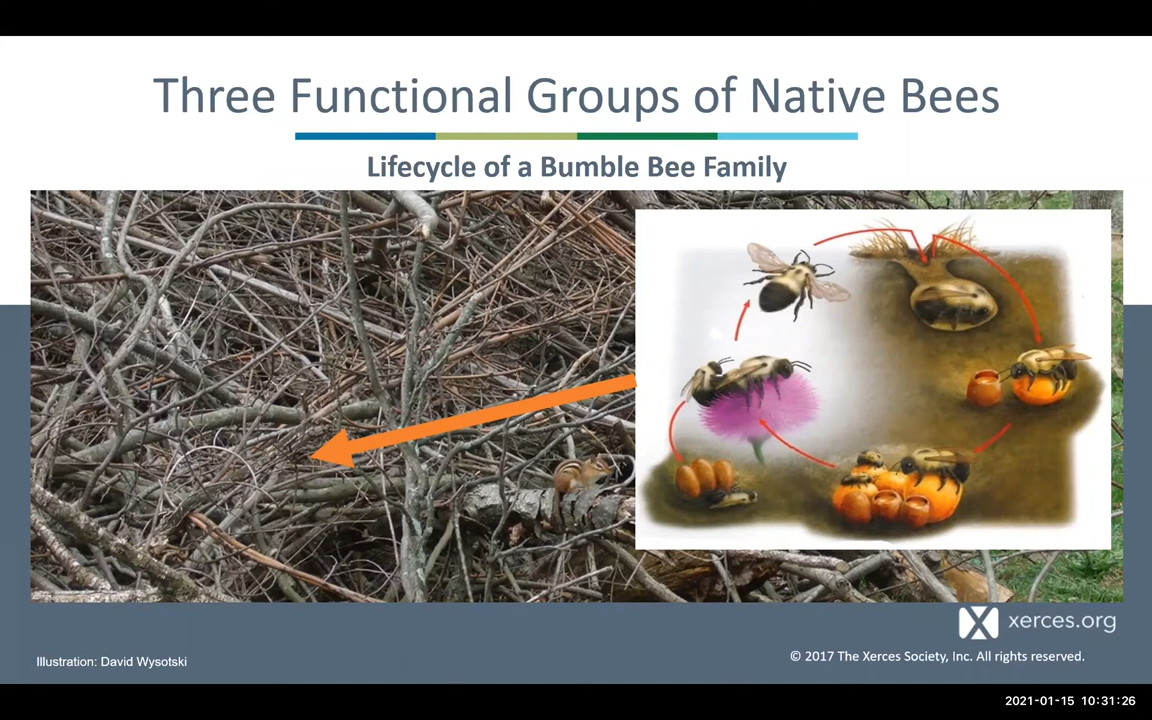 Three Functional Groups of Native Bees
Lifecycle of a Bumble Bee Family
xerces.org
Illustration: David Wysotski
© 2017 The Xerces Society, Inc. All rights reserved.
2021-01-15 10:31:26